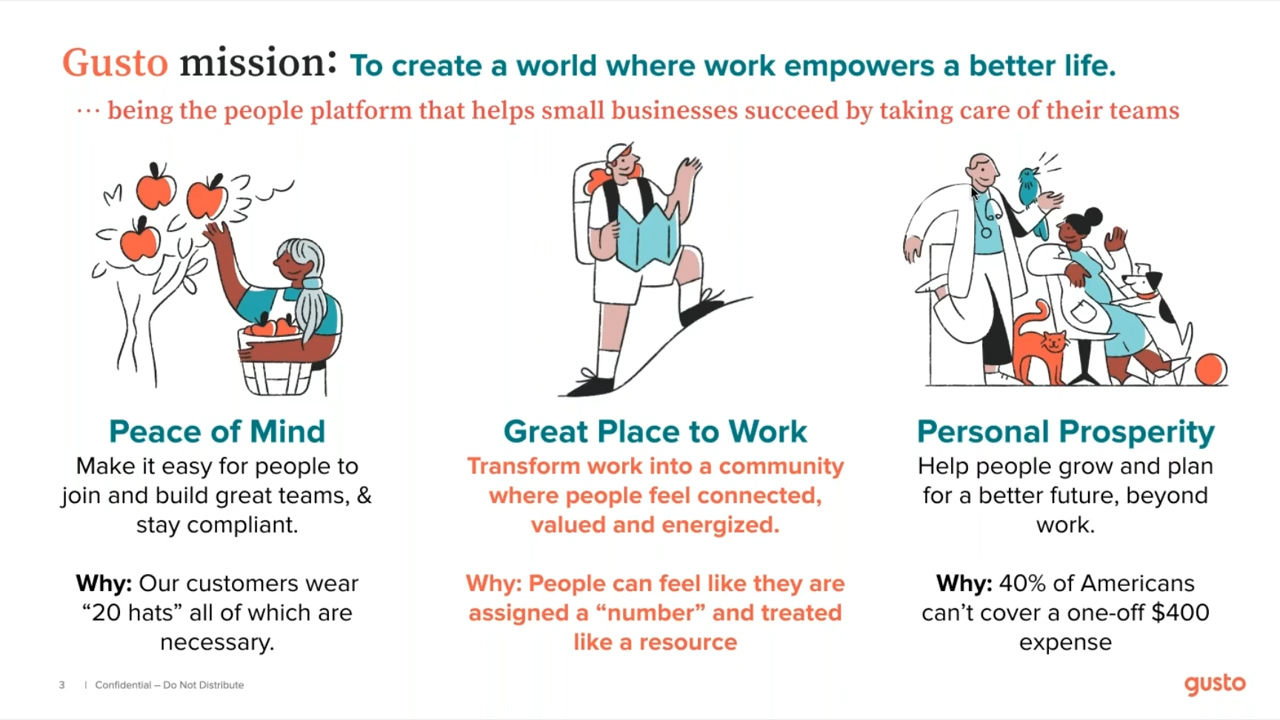 Gusto mission: To create a world where work empowers a better life.
… being the people platform that helps small businesses succeed by taking care of their teams
Peace of Mind
Make it easy for people to
join and build great teams, &
stay compliant.
Why: Our customers wear
“20 hats” all of which are
necessary.
Great Place to Work
Transform work into a community
where people feel connected,
valued and energized.
Why: People can feel like they are
assigned a “number” and treated
like a resource
Personal Prosperity
Help people grow and plan
for a better future, beyond
work.
Why: 40% of Americans
can’t cover a one-off $400
expense
3 | Confidential – Do Not Distribute
gusto